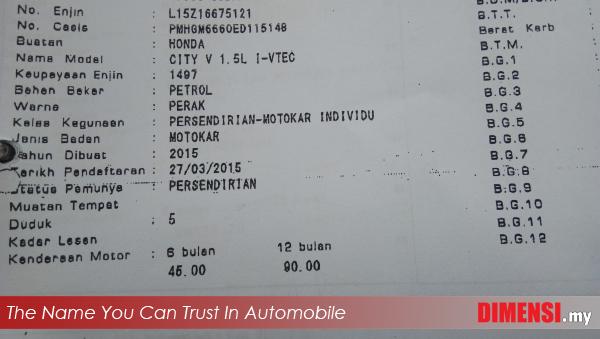 No. Enjin : L15Z16675121
No. Casis : PMHGM6660ED115148
Buatan : HONDA
Nama Model : CITY V 1.5L I-VTEC
Keupayaan Enjin : 1497
Bahan Bakar : PETROL
Warna : PERAK
Kelas Kegunaan : PERSENDIRIAN-MOTOKAR INDIVIDU
Jenis Badan : MOTOKAR
Tahun Dibuat : 2015
Tarikh Pendaftaran : 27/03/2015
Status Pemunya : PERSENDIRIAN
Muatan Tempat
Duduk : 5
Kadar Lesen
Kenderaan Motor : 6 bulan 12 bulan
45.00 90.00
B.T.T.
Berat Kerb
B.T.M.
B.G.1
B.G.2
B.G.3
B.G.4
B.G.5
B.G.6
B.G.7
B.G.8
B.G.9
B.G.10
B.G.11
B.G.12
The Name You Can Trust In Automobile
DIMENSI.my